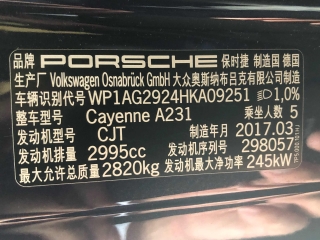 品牌 PORSCHE 保时捷 制造国 德国
生产厂 Volkswagen Osnabrück GmbH 大众奥斯纳布吕克有限公司制造
车辆识别代号 WP1AG2924HKA09251 1,0%
整车型号 Cayenne A231 乘坐人数 5
发动机型号 CJT 制造年月 2017.03
发动机排量 2995cc 发动机序列号 298057
最大允许总质量 2820kg 发动机最大净功率 245kW